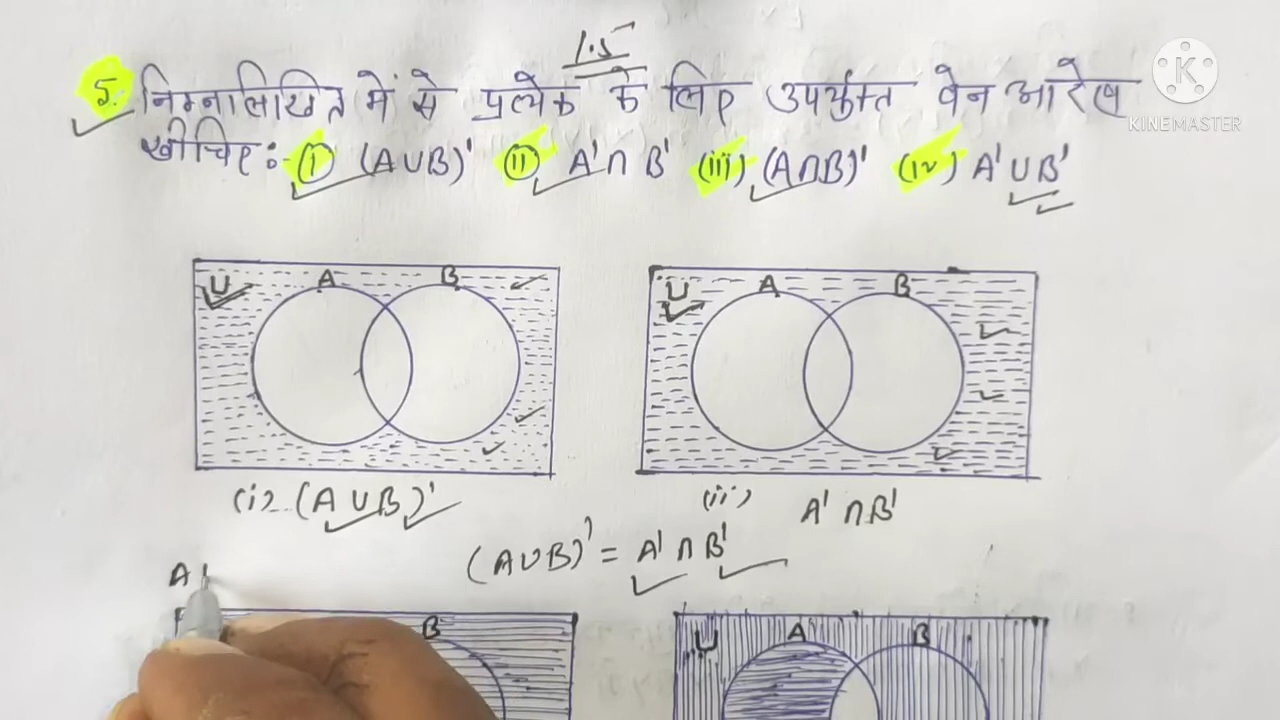 1.5
5. निम्नलिखित में से प्रत्येक के लिए उपर्युक्त वेन आरेख
खींचिए: (i) (A∪B)' (ii) A'∩B' (iii) (A∩B)' (iv) A'∪B'
K
KINEMASTER
U A B
U A B
(i) (A∪B)'
(ii) A'∩B'
(A∪B)' = A'∩B'
A
B
U A B